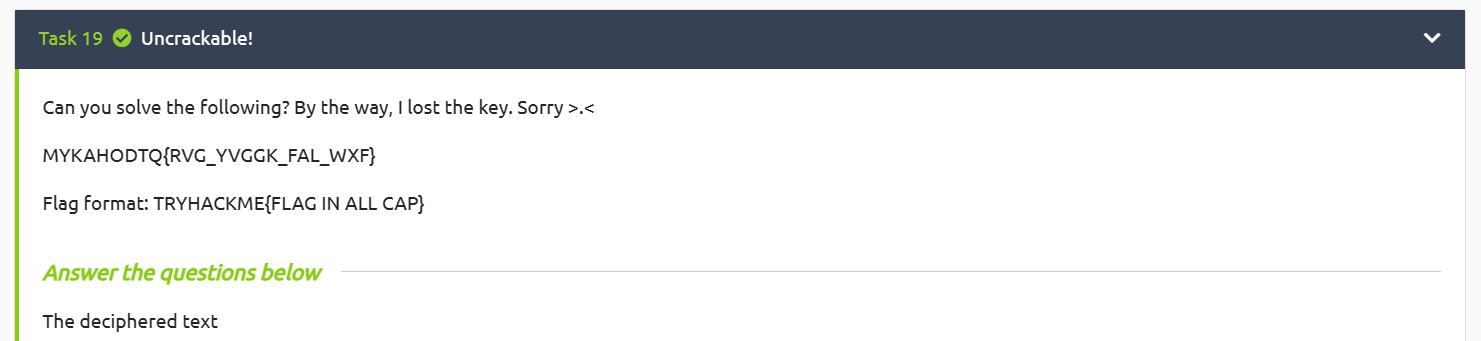 Task 19 Uncrackable!
Can you solve the following? By the way, I lost the key. Sorry >.<
MYKAHODTQ{RVG_YVGGK_FAL_WXF}
Flag format: TRYHACKME{FLAG IN ALL CAP}
Answer the questions below
The deciphered text